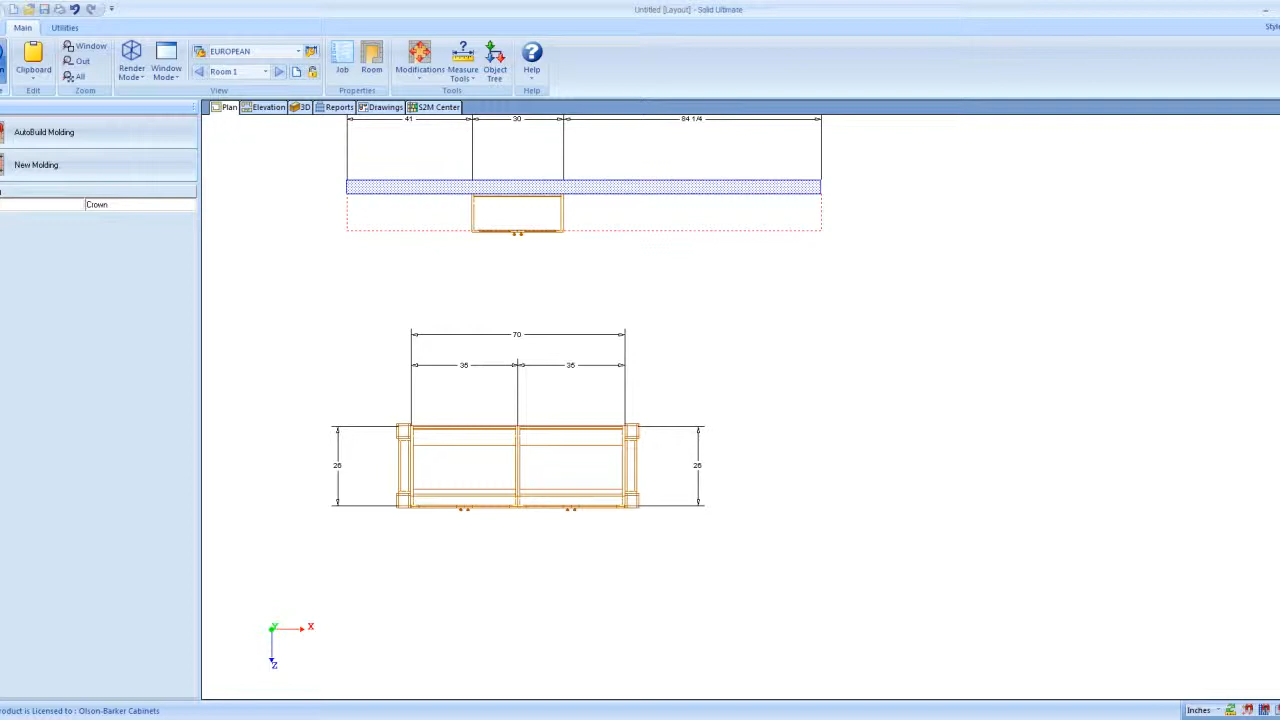 Untitled [Layout] - Solid Ultimate
Main Utilities
Clipboard
Edit
Window
Out
All
Zoom
Render Mode
Window Mode
EUROPEAN
Room 1
View
Job
Room
Properties
Modifications
Measure Tools
Object Tree
Tools
Help
Help
Plan Elevation 3D Reports Drawings S2M Center
AutoBuild Molding
New Molding
Crown
41 30 84 1/4
70
35 35
26 26
Y X
Z
roduct is Licensed to : Olson-Barker Cabinets
Inches